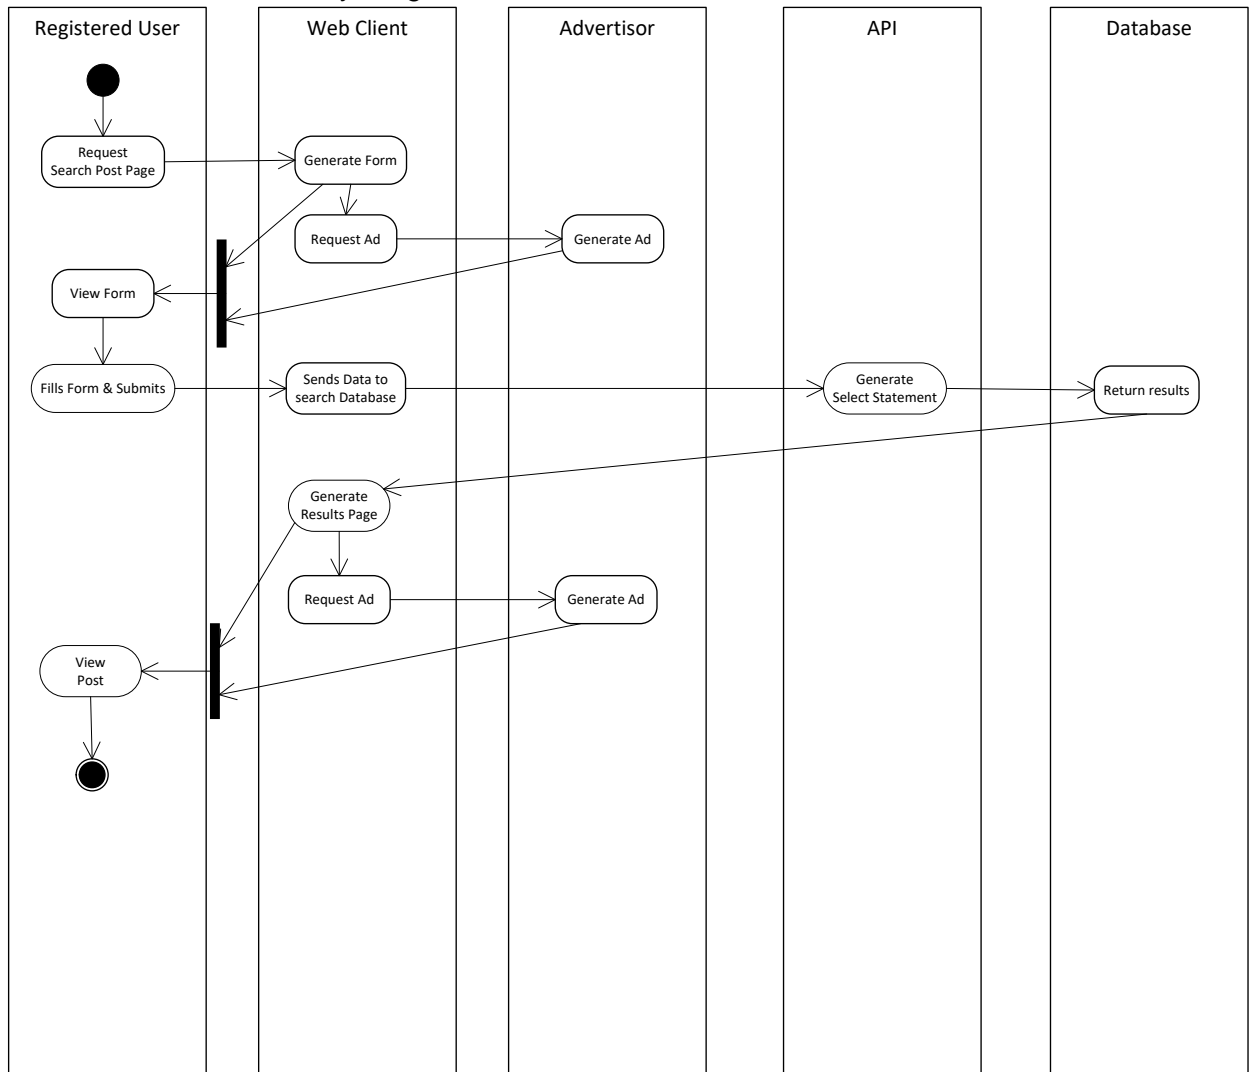 Registered User
Web Client
Advertisor
API
Database
Request
Search Post Page
Generate Form
Request Ad
Generate Ad
View Form
Fills Form & Submits
Sends Data to
search Database
Generate
Select Statement
Return results
Generate
Results Page
Request Ad
Generate Ad
View
Post